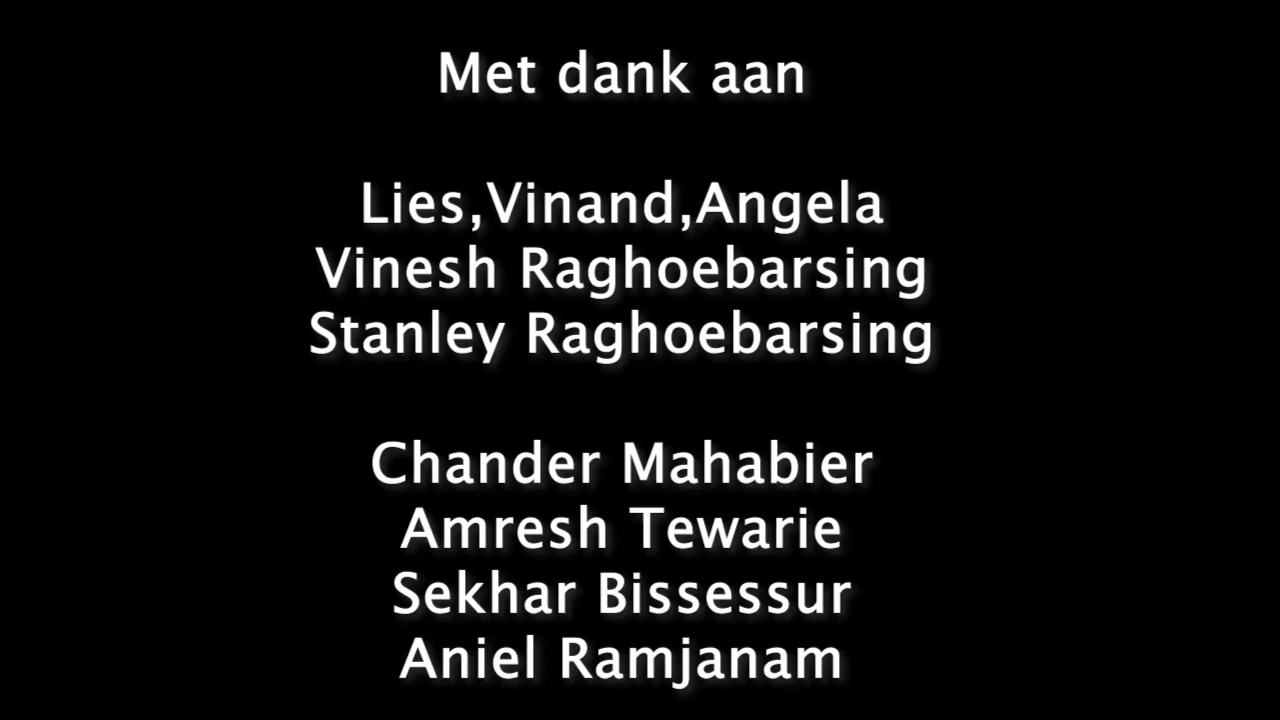 Met dank aan
Lies,Vinand,Angela
Vinesh Raghoebarsing
Stanley Raghoebarsing
Chander Mahabier
Amresh Tewarie
Sekhar Bissessur
Aniel Ramjanam